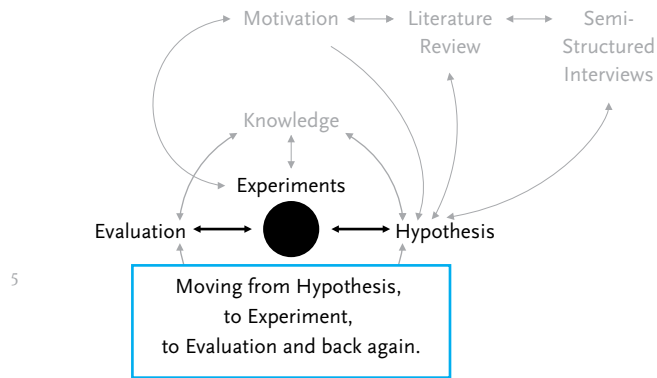 Motivation
Literature
Review
Semi-
Structured
Interviews
Knowledge
Experiments
Evaluation
Hypothesis
5
Moving from Hypothesis,
to Experiment,
to Evaluation and back again.